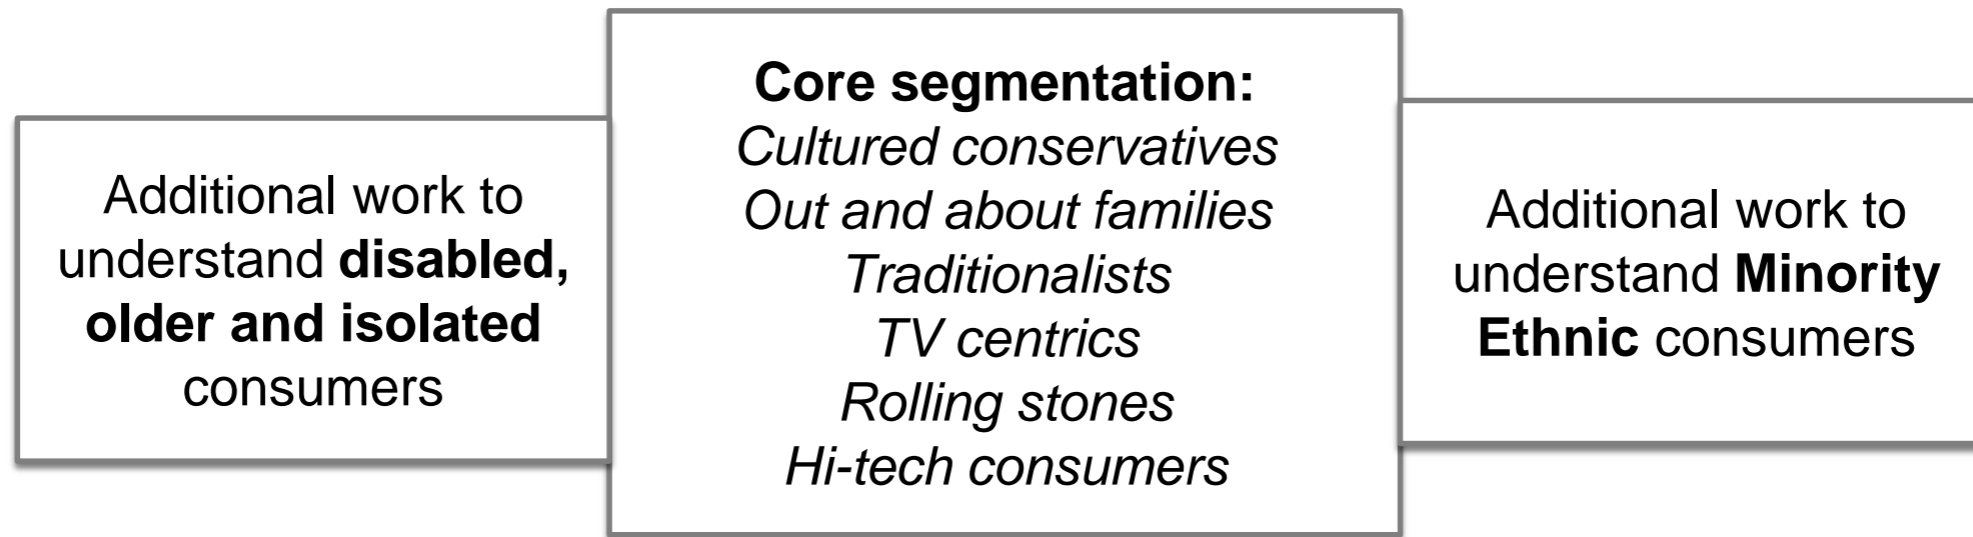 Additional work to
understand disabled,
older and isolated
consumers
Core segmentation:
Cultured conservatives
Out and about families
Traditionalists
TV centrics
Rolling stones
Hi-tech consumers
Additional work to
understand Minority
Ethnic consumers